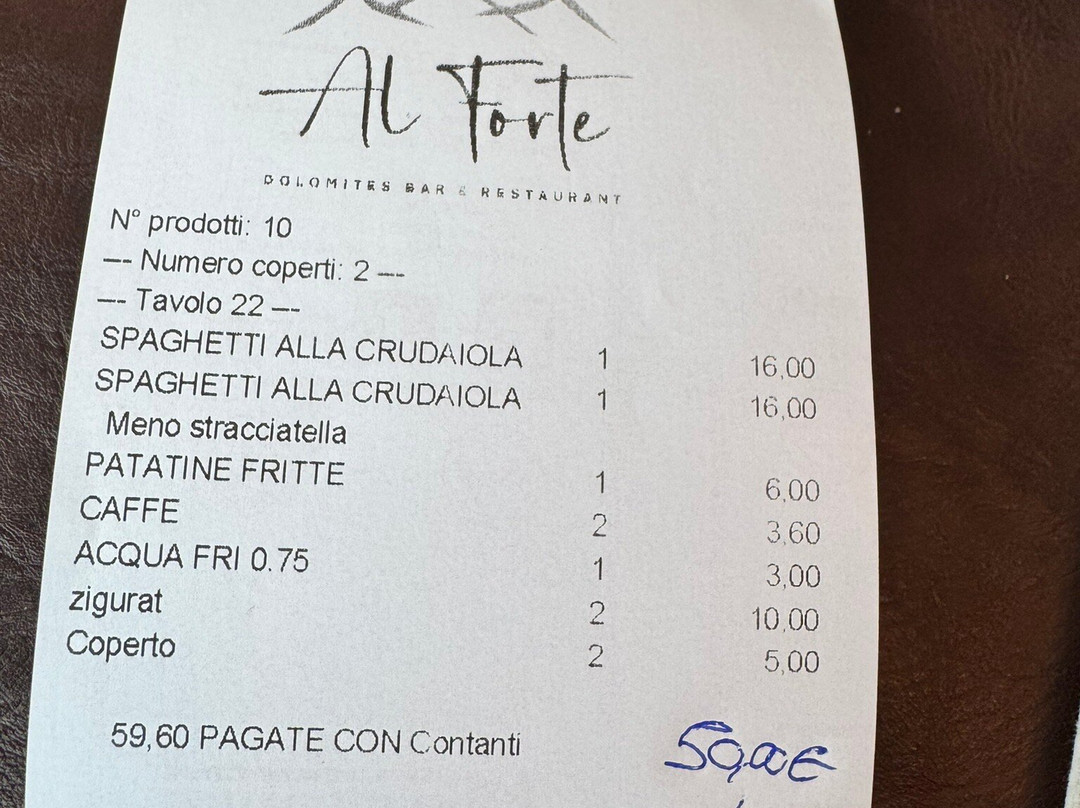 Al Forte
DOLOMITES BAR & RESTAURANT
N° prodotti: 10
--- Numero coperti: 2 ---
--- Tavolo 22 ---
SPAGHETTI ALLA CRUDAIOLA 1 16,00
SPAGHETTI ALLA CRUDAIOLA 1 16,00
Meno stracciatella
PATATINE FRITTE 1 6,00
CAFFE 2 3,60
ACQUA FRI 0.75 1 3,00
zigurat 2 10,00
Coperto 2 5,00
59,60 PAGATE CON Contanti
59,00€